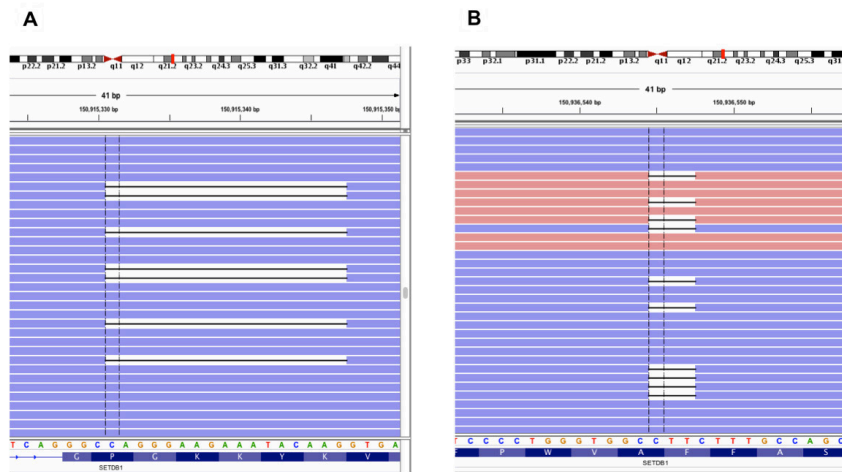 A
p22.2 p21.2 p13.2 q11 q12 q21.2 q23.2 q24.3 q25.3 q31.3 q32.2 q41 q42.2 q44
41 bp
150,915,330 bp 150,915,340 bp 150,915,350 bp
T C A G G G C C A G G G A A G A A A T A C A A G G T G A
G P G K K Y K V
SETDB1
B
p33 p32.1 p31.1 p22.2 p21.2 p13.2 q11 q12 q21.2 q23.2 q24.3 q25.3 q31
41 bp
150,936,540 bp 150,936,550 bp
T C C C C T G G G T G G C C T T C T T T G C C A G C
F P W V A F F A S
SETDB1